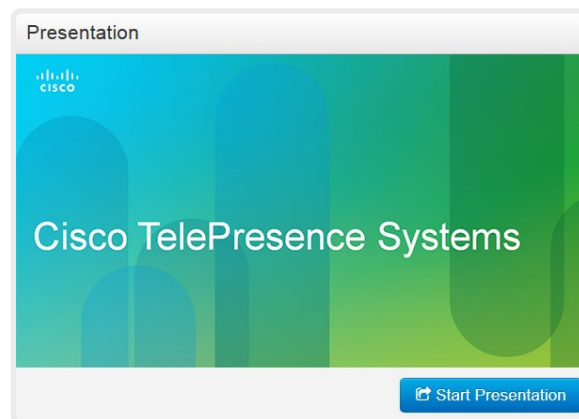 Presentation
CISCO
Cisco TelePresence Systems
Start Presentation